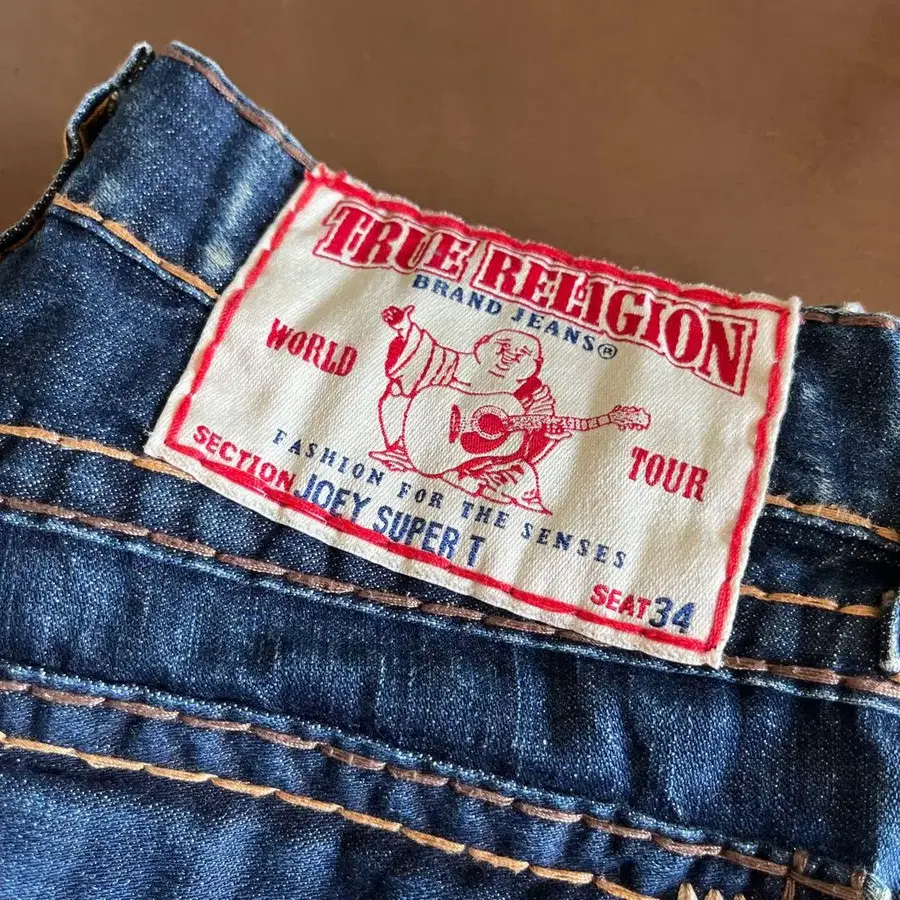 TRUE RELIGION
BRAND JEANS®
WORLD TOUR
FASHION FOR THE SENSES
SECTION JOEY SUPER T
SEAT 34